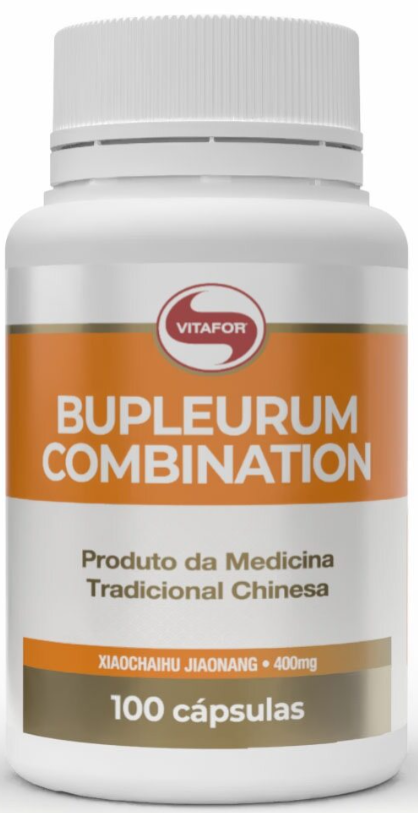 VITAFOR
BUPLEURUM
COMBINATION
Produto da Medicina
Tradicional Chinesa
XIAOCHAIHU JIAONANG • 400mg
100 cápsulas